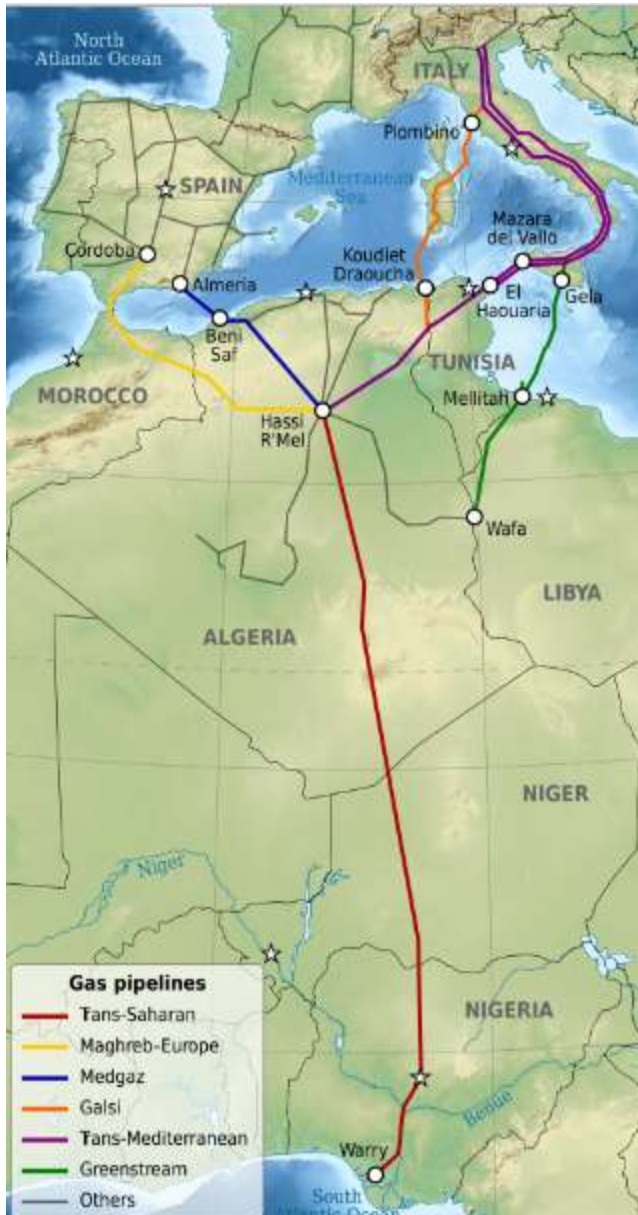 North
Atlantic Ocean
ITALY
Piombino
SPAIN
Mediterranean
Sea
Cordoba
Mazara
del Vallo
Koudiet
Draoucha
Almeria
El
Haouaria
Gela
Beni
Saf
TUNISIA
MOROCCO
Mellitah
Hassi
R'Mel
Wafa
LIBYA
ALGERIA
NIGER
Niger
NIGERIA
Benue
Warry
South
Atlantic Ocean
Gas pipelines
Tans-Saharan
Maghreb-Europe
Medgaz
Galsi
Tans-Mediterranean
Greenstream
Others